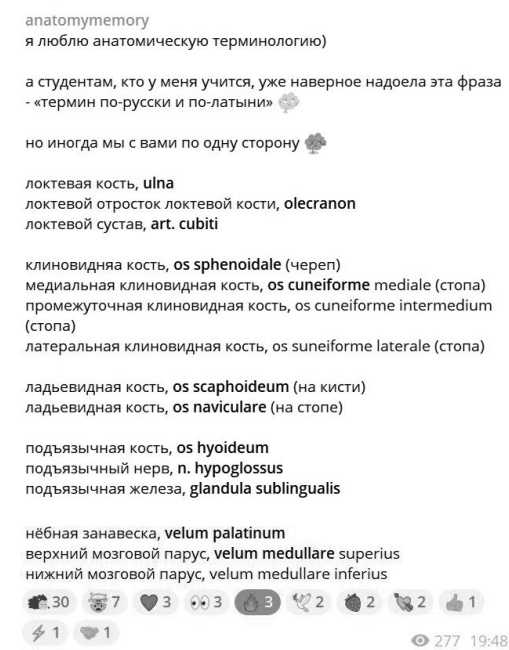 anatomymemory
я люблю анатомическую терминологию)
а студентам, кто у меня учится, уже наверное надоела эта фраза
- «термин по-русски и по-латыни»
но иногда мы с вами по одну сторону
локтевая кость, ulna
локтевой отросток локтевой кости, olecranon
локтевой сустав, art. cubiti
клиновидняа кость, os sphenoidale (череп)
медиальная клиновидная кость, os cuneiforme mediale (стопа)
промежуточная клиновидная кость, os cuneiforme intermedium
(стопа)
латеральная клиновидная кость, os suneiforme laterale (стопа)
ладьевидная кость, os scaphoideum (на кисти)
ладьевидная кость, os naviculare (на стопе)
подъязычная кость, os hyoideum
подъязычный нерв, n. hypoglossus
подъязычная железа, glandula sublingualis
нёбная занавеска, velum palatinum
верхний мозговой парус, velum medullare superius
нижний мозговой парус, velum medullare inferius
30 7 3 3 3 2 2 2 1
1 1
277 19:48